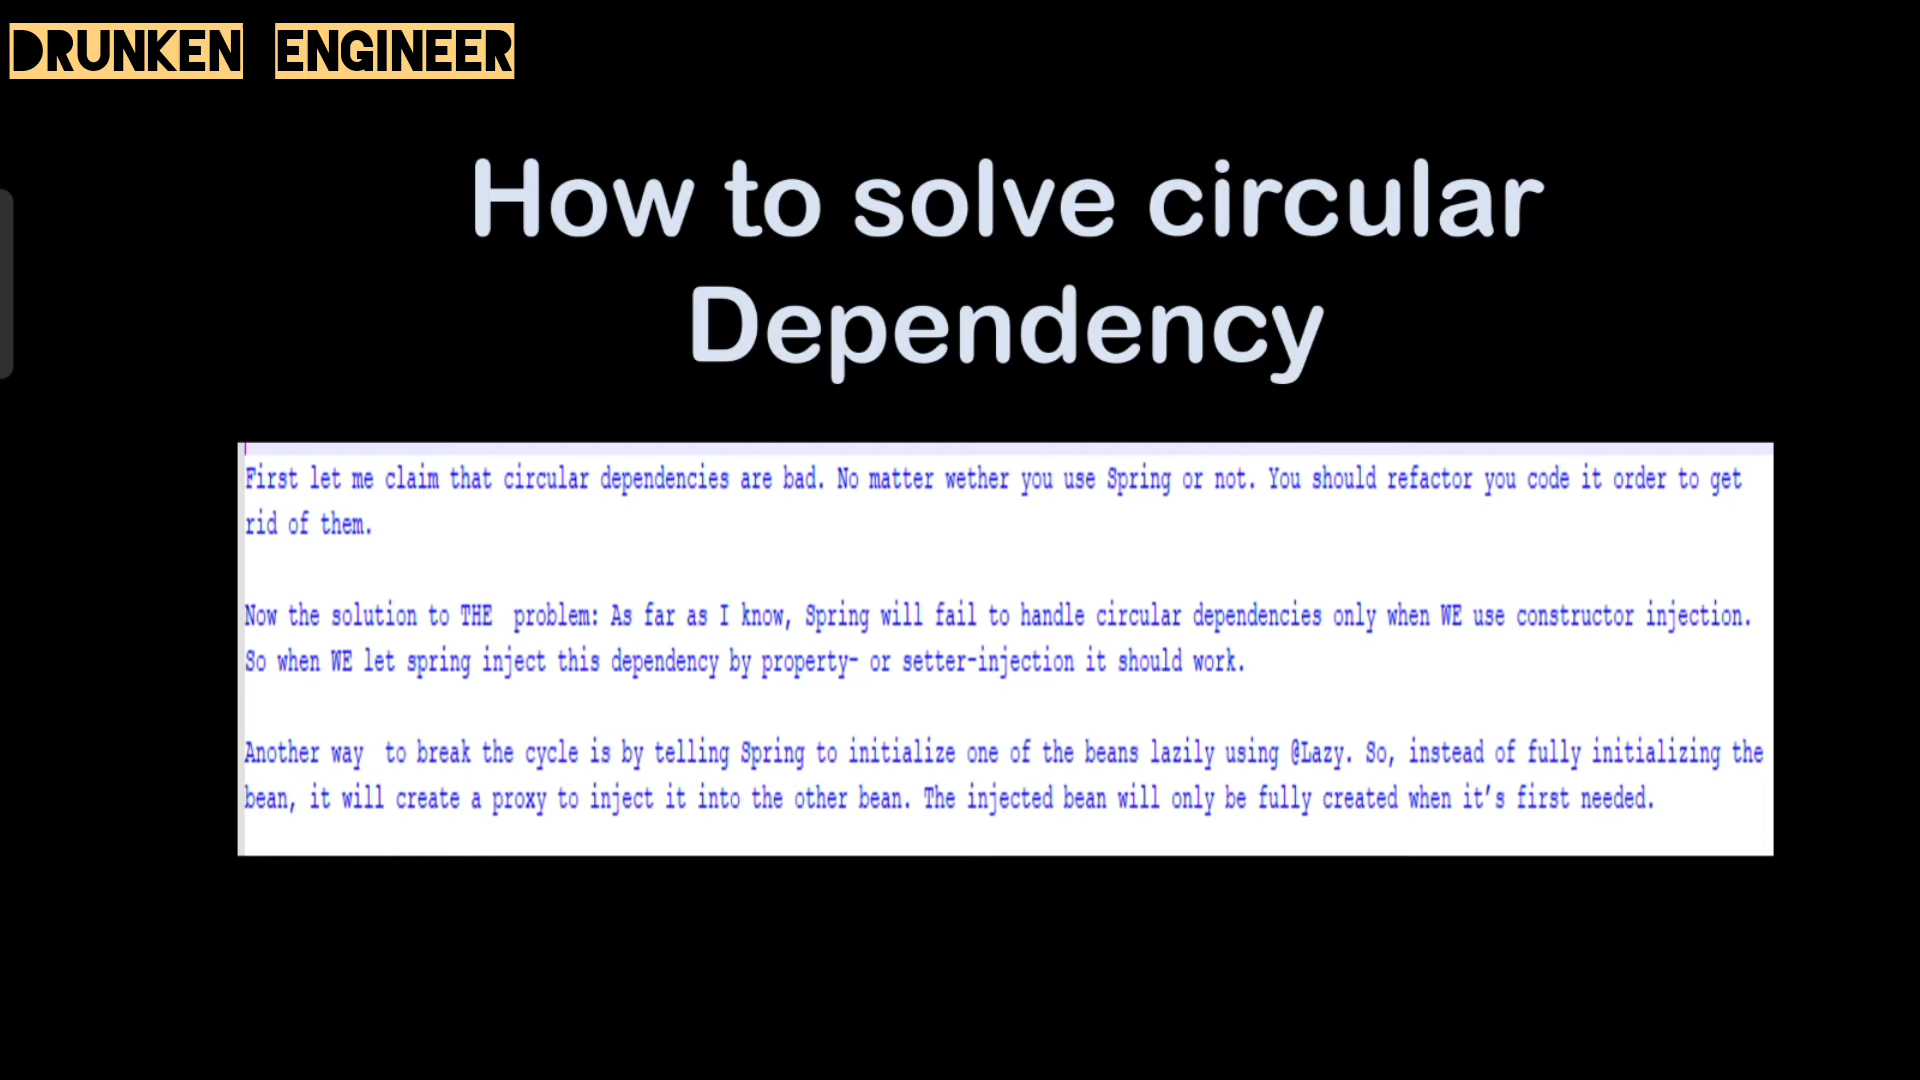 DRUNKEN ENGINEER
How to solve circular
Dependency
First let me claim that circular dependencies are bad. No matter wether you use Spring or not. You should refactor you code it order to get
rid of them.
Now the solution to THE  problem: As far as I know, Spring will fail to handle circular dependencies only when WE use constructor injection.
So when WE let spring inject this dependency by property- or setter-injection it should work.
Another way  to break the cycle is by telling Spring to initialize one of the beans lazily using @Lazy. So, instead of fully initializing the
bean, it will create a proxy to inject it into the other bean. The injected bean will only be fully created when it’s first needed.